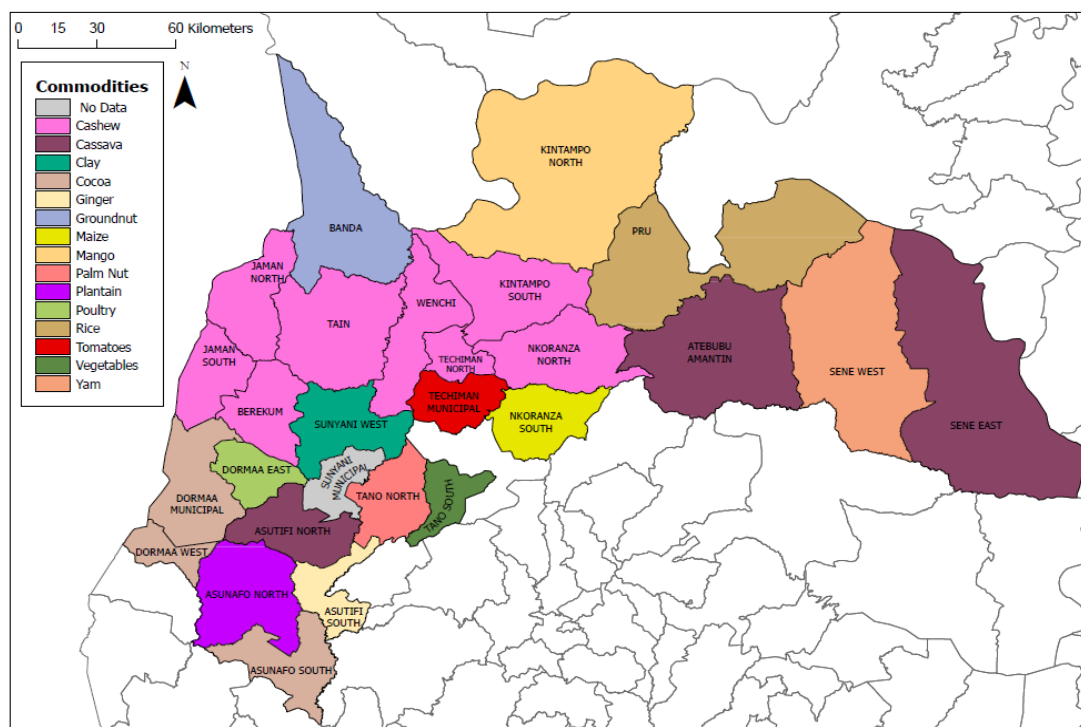 0 15 30 60 Kilometers
N
Commodities
No Data
Cashew
Cassava
Clay
Cocoa
Ginger
Groundnut
Maize
Mango
Palm Nut
Plantain
Poultry
Rice
Tomatoes
Vegetables
Yam
KINTAMPO
NORTH
BANDA
PRU
JAMAN
NORTH
KINTAMPO
SOUTH
WENCHI
TAIN
JAMAN
SOUTH
TECHIMAN
NORTH
NKORANZA
NORTH
ATEBUBU
AMANTIN
SENE WEST
TECHIMAN
MUNICIPAL
BEREKUM
SUNYANI WEST
NKORANZA
SOUTH
SENE EAST
DORMAA EAST
SUNYANI
MUNICIPAL
TANO NORTH
TANO SOUTH
DORMAA
MUNICIPAL
ASUTIFI NORTH
DORMAA WEST
ASUNAFO NORTH
ASUTIFI
SOUTH
ASUNAFO SOUTH